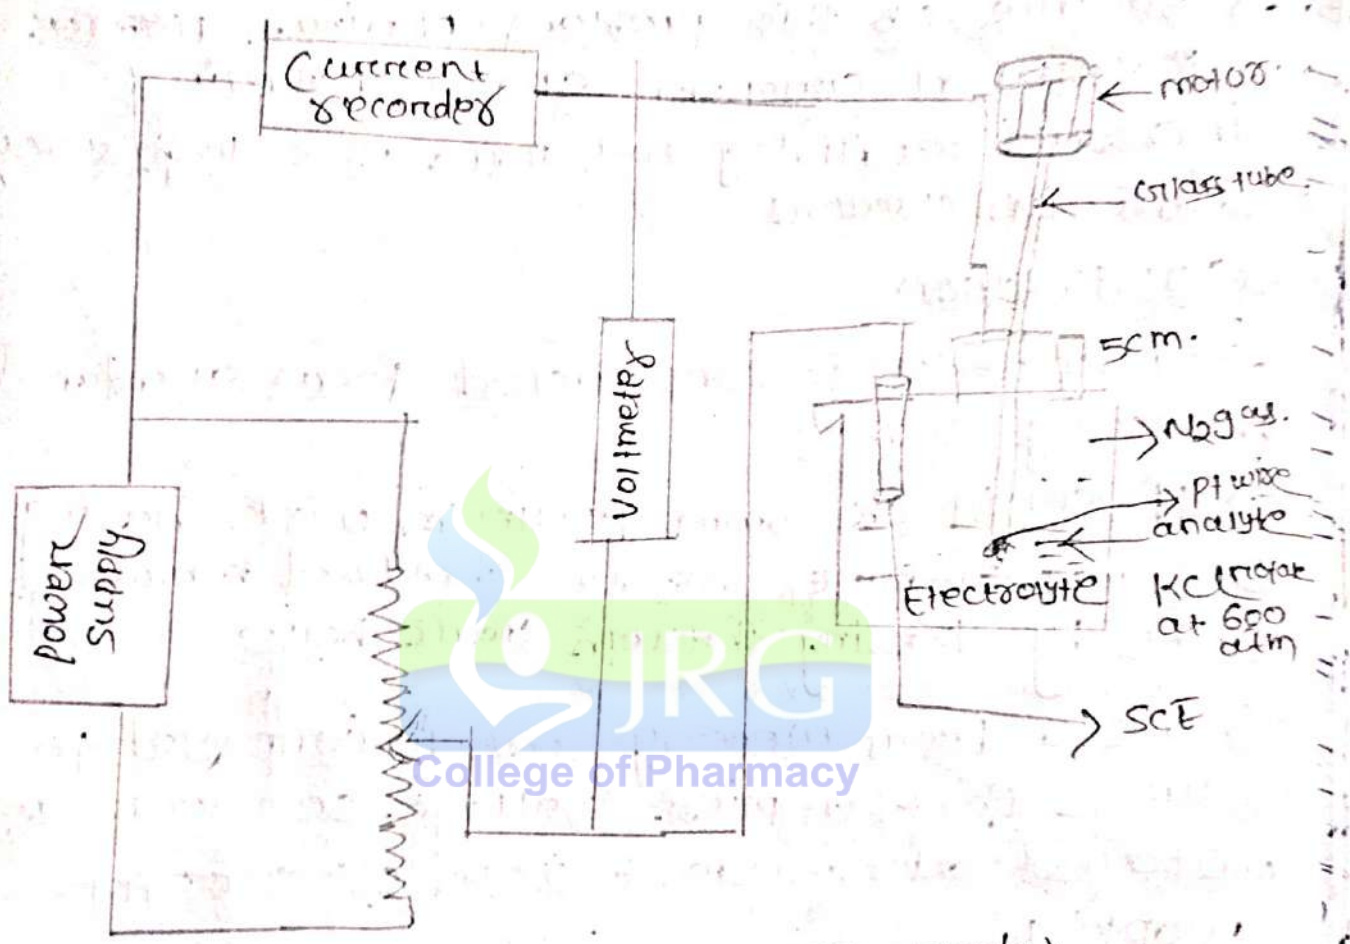 Current
recorder
motor
Glass tube
Voltmeter
5cm.
N2 gas.
Pt wire
analyte
Power
Supply
Electrolyte
KCl
at 600
atm
SCE
JRG
College of Pharmacy